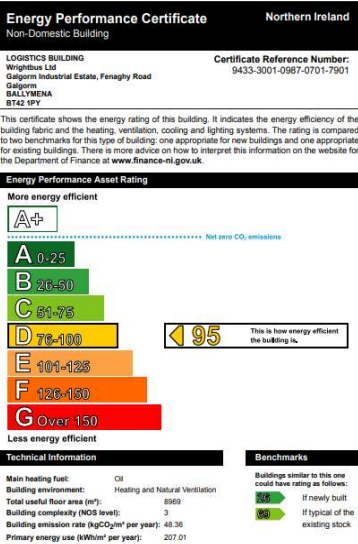 Energy Performance Certificate
Northern Ireland
Non-Domestic Building
LOGISTICS BUILDING
Wrightbus Ltd
Galgorm Industrial Estate, Fenaghy Road
Galgorm
BALLYMENA
BT42 1PY
Certificate Reference Number:
9433-3001-0987-0701-7901
This certificate shows the energy rating of this building. It indicates the energy efficiency of the
building fabric and the heating, ventilation, cooling and lighting systems. The rating is compared
to two benchmarks for this type of building: one appropriate for new buildings and one appropriate
for existing buildings. There is more advice on how to interpret this information on the website for
the Department of Finance at www.finance-ni.gov.uk.
Energy Performance Asset Rating
More energy efficient
A+
Net zero CO₂ emissions
A 0-25
B 26-50
C 51-75
D 76-100
95
This is how energy efficient
the building is.
E 101-125
F 126-150
G Over 150
Less energy efficient
Technical Information
Main heating fuel: Oil
Building environment: Heating and Natural Ventilation
Total useful floor area (m²): 8969
Building complexity (NOS level): 3
Building emission rate (kgCO₂/m² per year): 48.36
Primary energy use (kWh/m² per year): 207.01
Benchmarks
Buildings similar to this one
could have rating as follows:
26 If newly built
69 If typical of the
existing stock